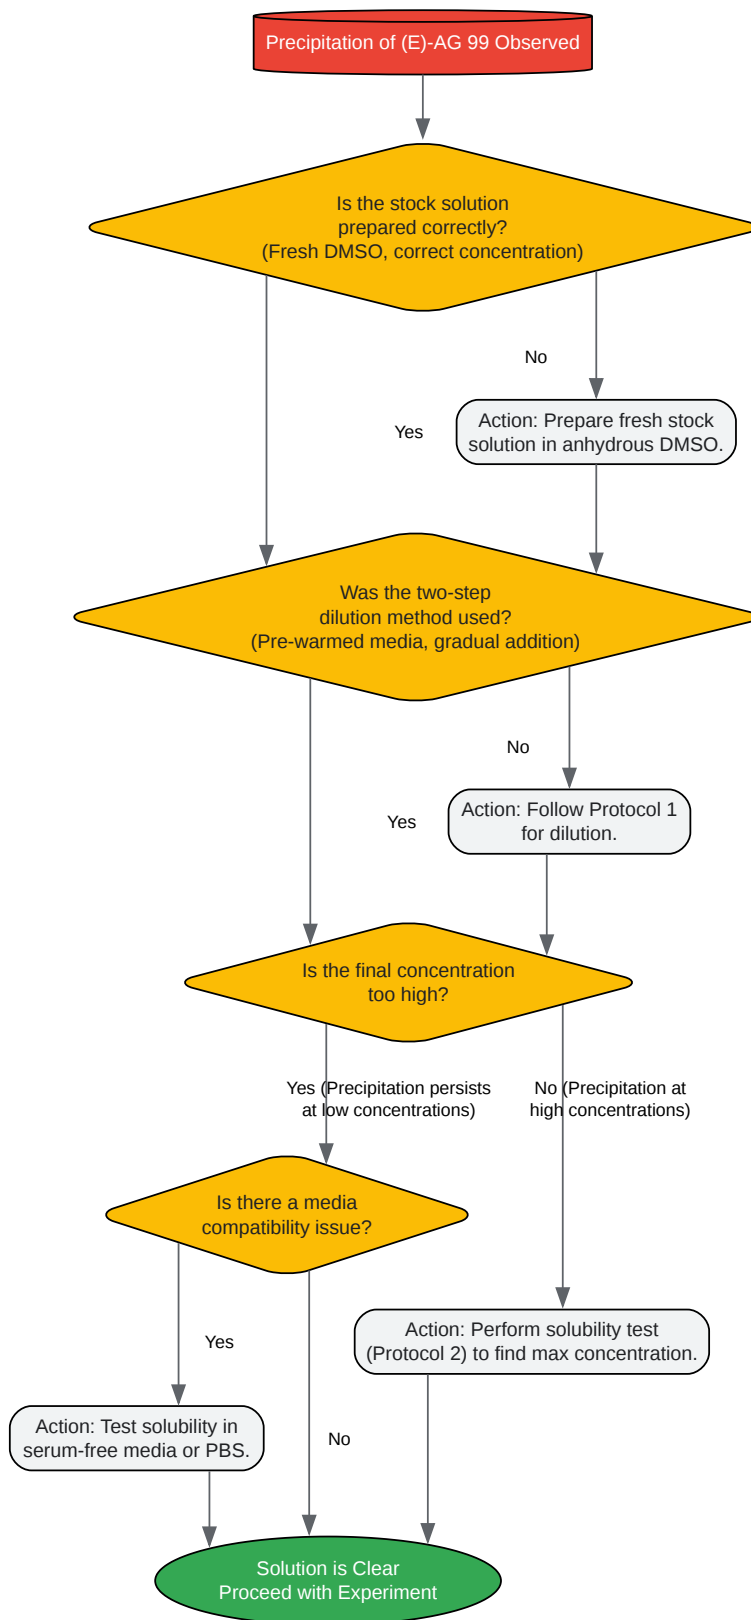 Precipitation of (E)-AG 99 Observed
Is the stock solution
prepared correctly?
(Fresh DMSO, correct concentration)
No
Action: Prepare fresh stock
solution in anhydrous DMSO.
Yes
Was the two-step
dilution method used?
(Pre-warmed media, gradual addition)
No
Action: Follow Protocol 1
for dilution.
Yes
Is the final concentration
too high?
Yes (Precipitation persists
at low concentrations)
No (Precipitation at
high concentrations)
Is there a media
compatibility issue?
Action: Perform solubility test
(Protocol 2) to find max concentration.
Yes
Action: Test solubility in
serum-free media or PBS.
No
Solution is Clear
Proceed with Experiment